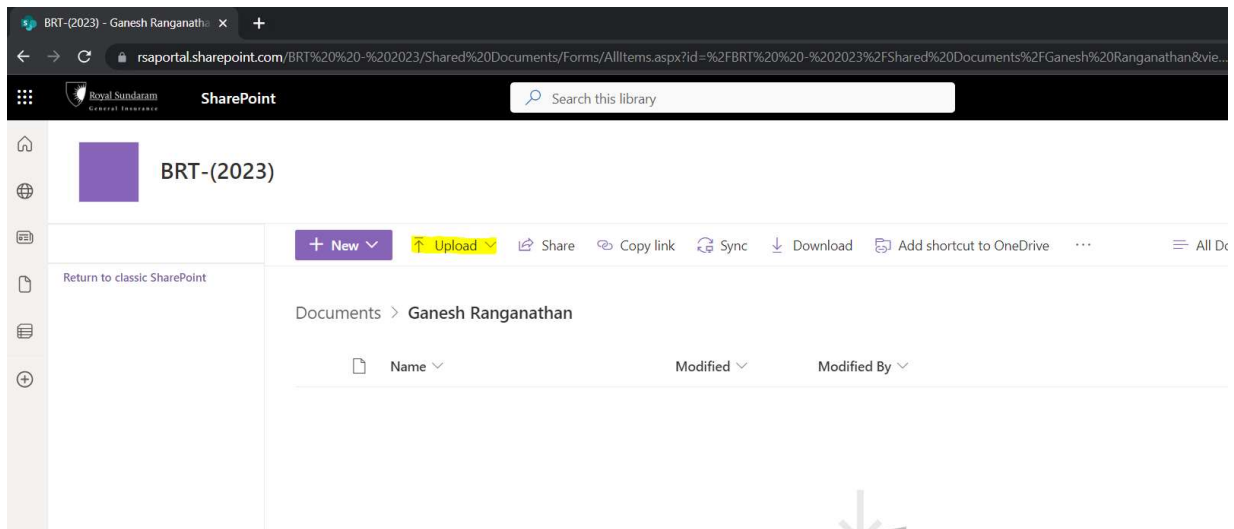 BRT-(2023) - Ganesh Ranganatha
rsaportal.sharepoint.com/BRT%20%20-%202023/Shared%20Documents/Forms/AllItems.aspx?id=%2FBRT%20%20-%202023%2FShared%20Documents%2FGanesh%20Ranganathan&vie...
Royal Sundaram
General Insurance
SharePoint
Search this library
BRT-(2023)
+ New Upload Share Copy link Sync Download Add shortcut to OneDrive ... All Do
Return to classic SharePoint
Documents > Ganesh Ranganathan
Name Modified Modified By